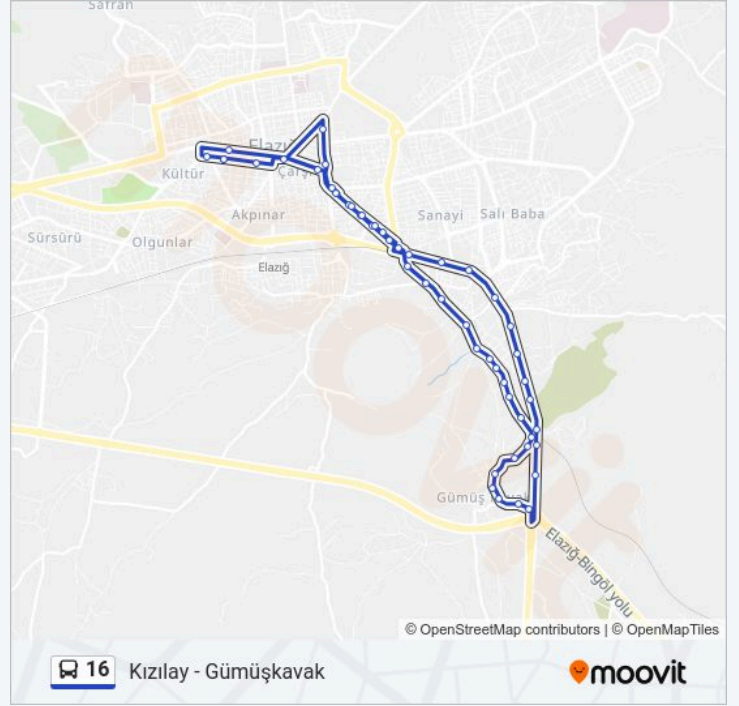 Safran
Elazığ
Çarşı
Kültür
Akpınar
Sanayi
Salı Baba
Sürsürü
Olgunlar
Elazığ
Gümüş
Elazığ-Bingöl yolu
© OpenStreetMap contributors | © OpenMapTiles
16
Kızılay - Gümüşkavak
moovit